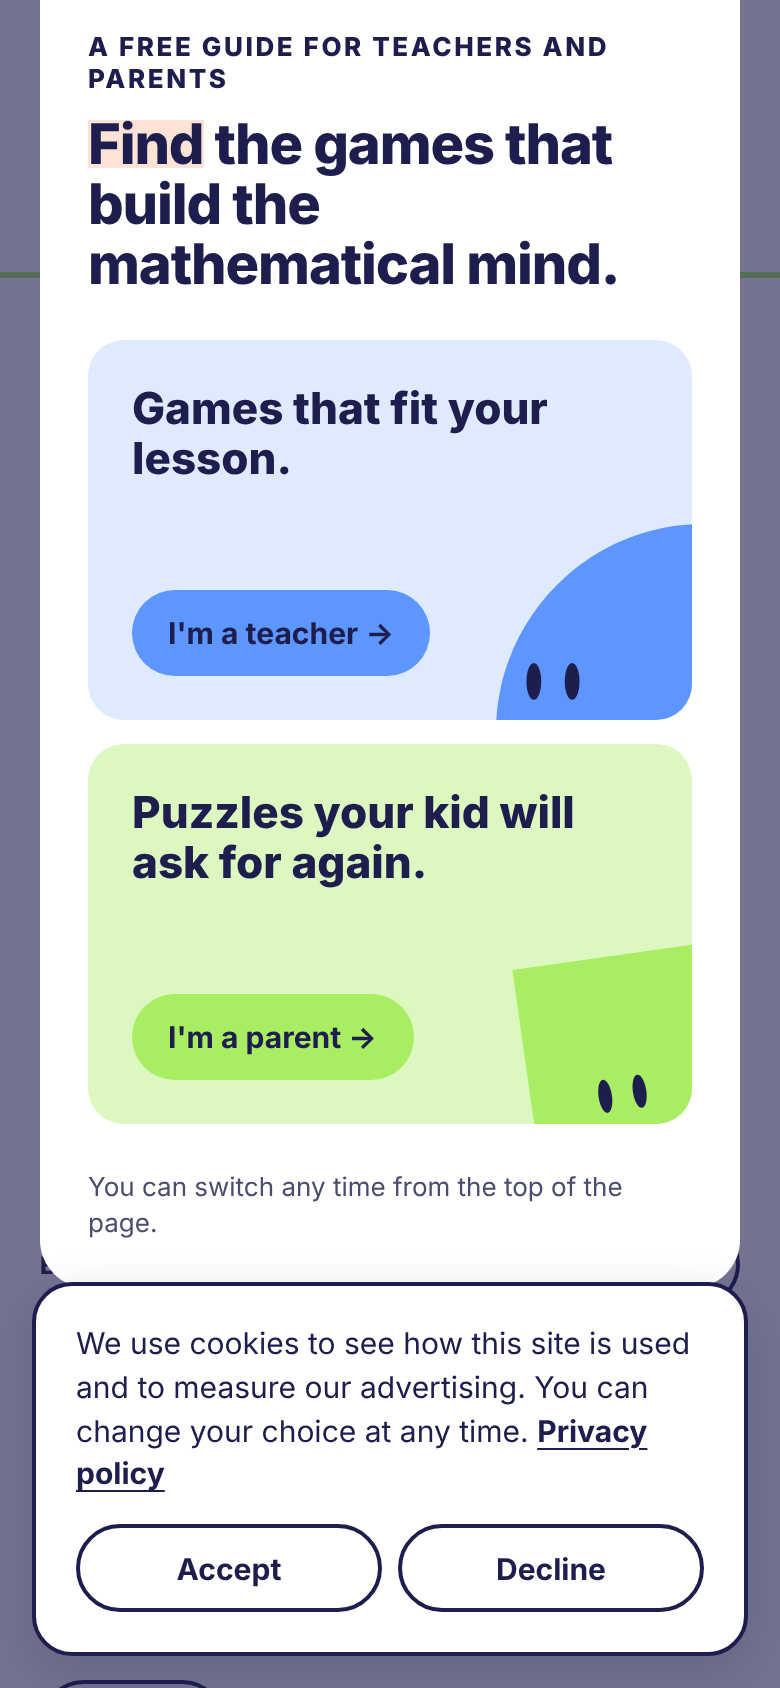 A FREE GUIDE FOR TEACHERS AND
PARENTS
Find the games that
build the
mathematical mind.
Games that fit your
lesson.
I'm a teacher →
Puzzles your kid will
ask for again.
I'm a parent →
You can switch any time from the top of the
page.
We use cookies to see how this site is used
and to measure our advertising. You can
change your choice at any time. Privacy
policy
Accept
Decline